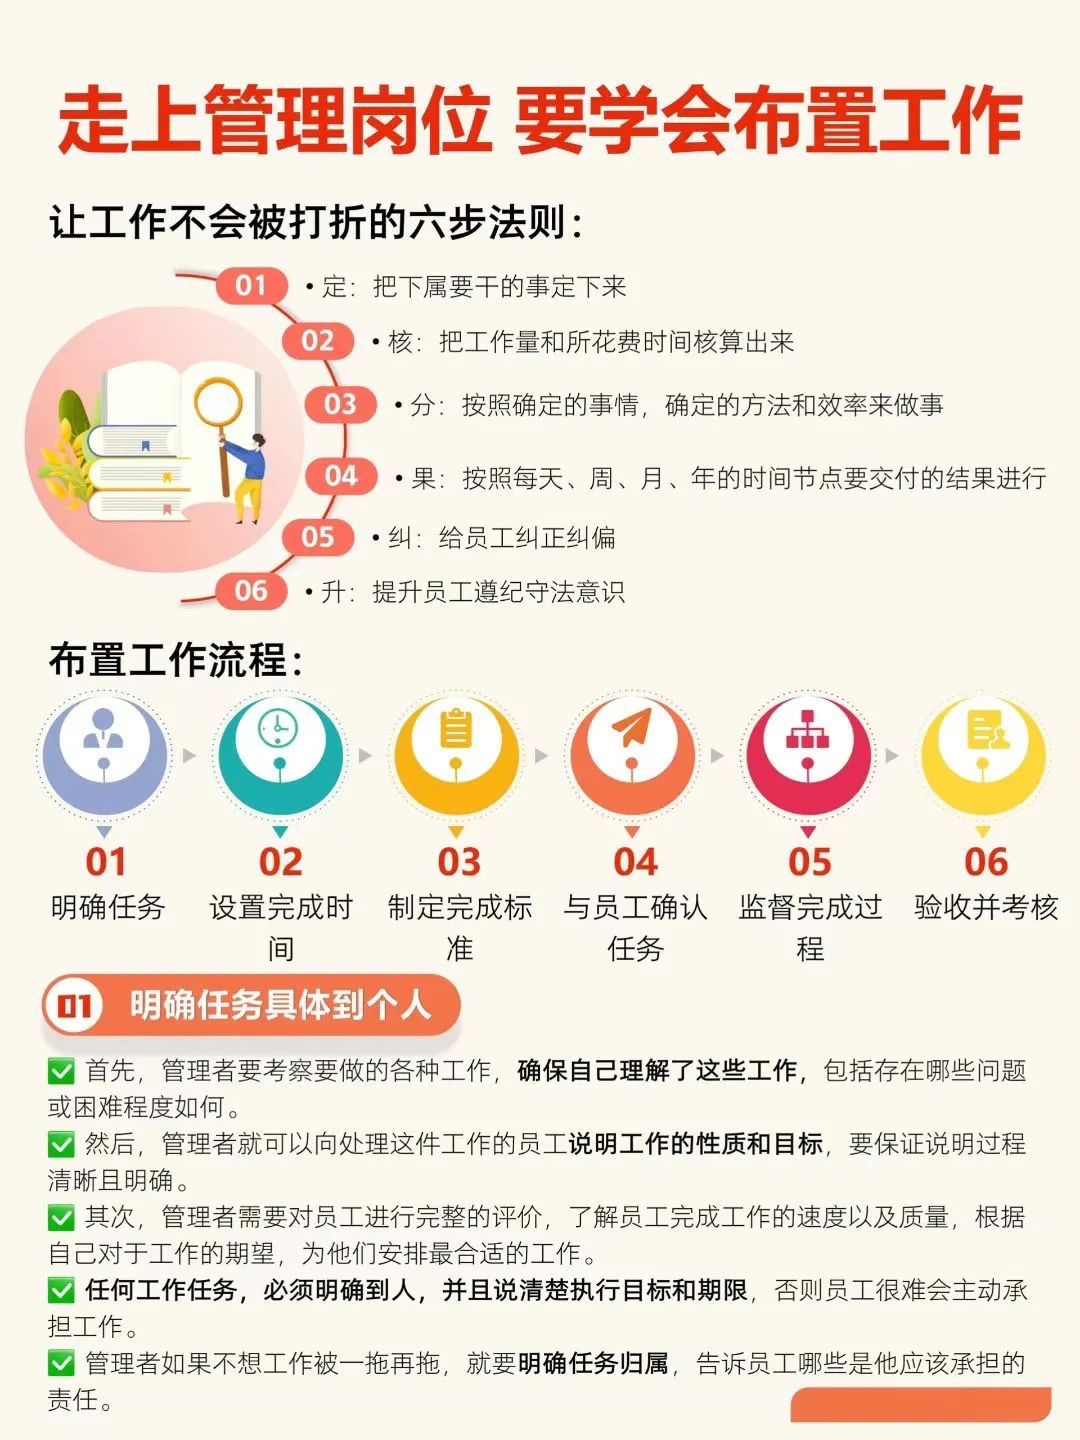 走上管理岗位 要学会布置工作
让工作不会被打折的六步法则：
01
• 定：把下属要干的事定下来
02
• 核：把工作量和所花费时间核算出来
03
• 分：按照确定的事情，确定的方法和效率来做事
04
• 果：按照每天、周、月、年的时间节点要交付的结果进行
05
• 纠：给员工纠正纠偏
06
• 升：提升员工遵纪守法意识
布置工作流程：
01
明确任务
02
设置完成时
间
03
制定完成标
准
04
与员工确认
任务
05
监督完成过
程
06
验收并考核
01 明确任务具体到个人
✅ 首先，管理者要考察要做的各种工作，确保自己理解了这些工作，包括存在哪些问题
或困难程度如何。
✅ 然后，管理者就可以向处理这件工作的员工说明工作的性质和目标，要保证说明过程
清晰且明确。
✅ 其次，管理者需要对员工进行完整的评价，了解员工完成工作的速度以及质量，根据
自己对于工作的期望，为他们安排最合适的工作。
✅ 任何工作任务，必须明确到人，并且说清楚执行目标和期限，否则员工很难会主动承
担工作。
✅ 管理者如果不想工作被一拖再拖，就要明确任务归属，告诉员工哪些是他应该承担的
责任。